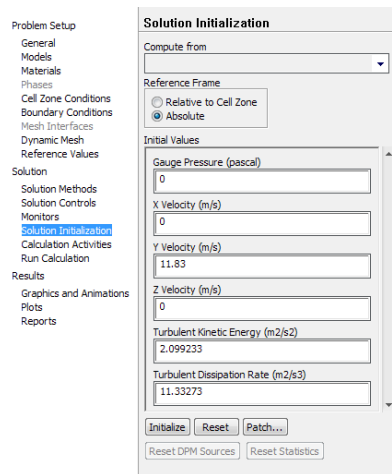 Problem Setup
General
Models
Materials
Phases
Cell Zone Conditions
Boundary Conditions
Mesh Interfaces
Dynamic Mesh
Reference Values
Solution
Solution Methods
Solution Controls
Monitors
Solution Initialization
Calculation Activities
Run Calculation
Results
Graphics and Animations
Plots
Reports
Solution Initialization
Compute from
Reference Frame
Relative to Cell Zone
Absolute
Initial Values
Gauge Pressure (pascal)
0
X Velocity (m/s)
0
Y Velocity (m/s)
11.83
Z Velocity (m/s)
0
Turbulent Kinetic Energy (m2/s2)
2.099233
Turbulent Dissipation Rate (m2/s3)
11.33273
Initialize Reset Patch...
Reset DPM Sources Reset Statistics